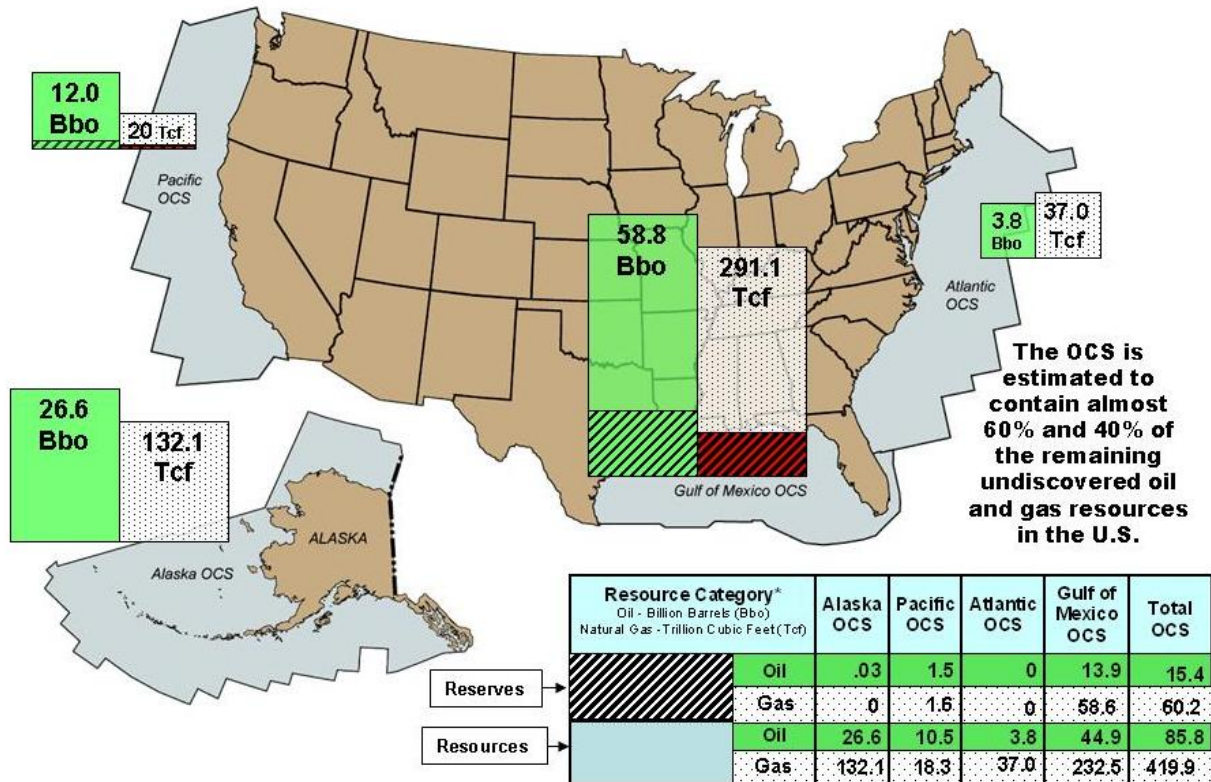 12.0
Bbo
20 Tcf
Pacific
OCS
58.8
Bbo
291.1
Tcf
3.8
Bbo
37.0
Tcf
Atlantic
OCS
The OCS is
estimated to
contain almost
60% and 40% of
the remaining
undiscovered oil
and gas resources
in the U.S.
26.6
Bbo
132.1
Tcf
Gulf of Mexico OCS
ALASKA
Alaska OCS
Resource Category*
Oil - Billion Barrels (Bbo)
Natural Gas - Trillion Cubic Feet (Tcf)
Alaska
OCS
Pacific
OCS
Atlantic
OCS
Gulf of
Mexico
OCS
Total
OCS
Reserves
Oil .03 1.5 0 13.9 15.4
Gas 0 1.6 0 58.6 60.2
Resources
Oil 26.6 10.5 3.8 44.9 85.8
Gas 132.1 18.3 37.0 232.5 419.9